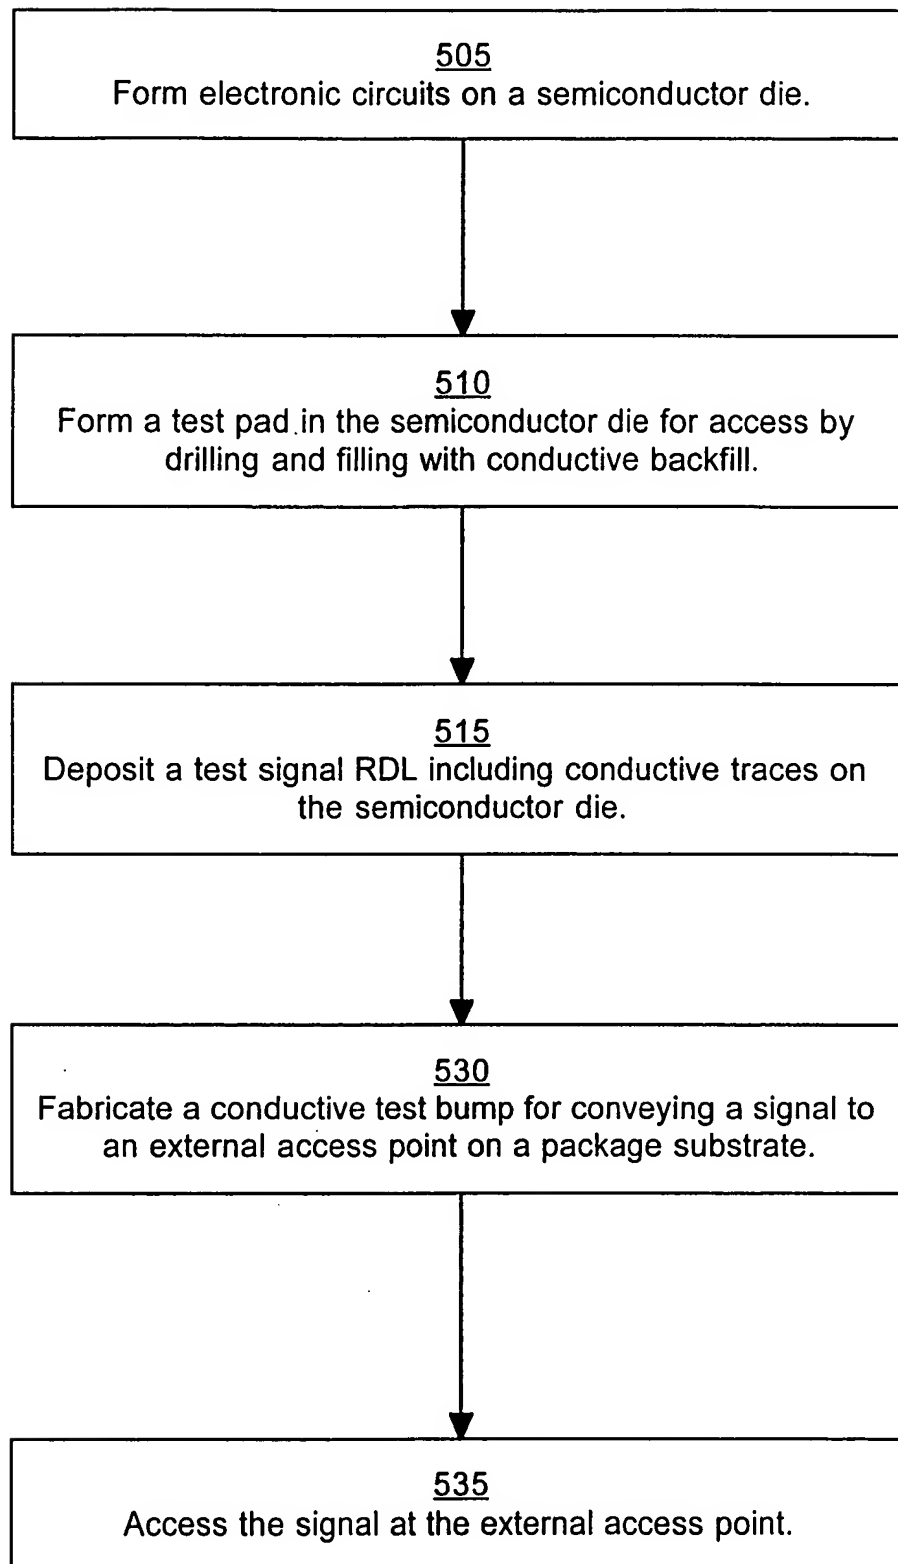 505
Form electronic circuits on a semiconductor die.
510
Form a test pad in the semiconductor die for access by
drilling and filling with conductive backfill.
515
Deposit a test signal RDL including conductive traces on
the semiconductor die.
530
Fabricate a conductive test bump for conveying a signal to
an external access point on a package substrate.
535
Access the signal at the external access point.